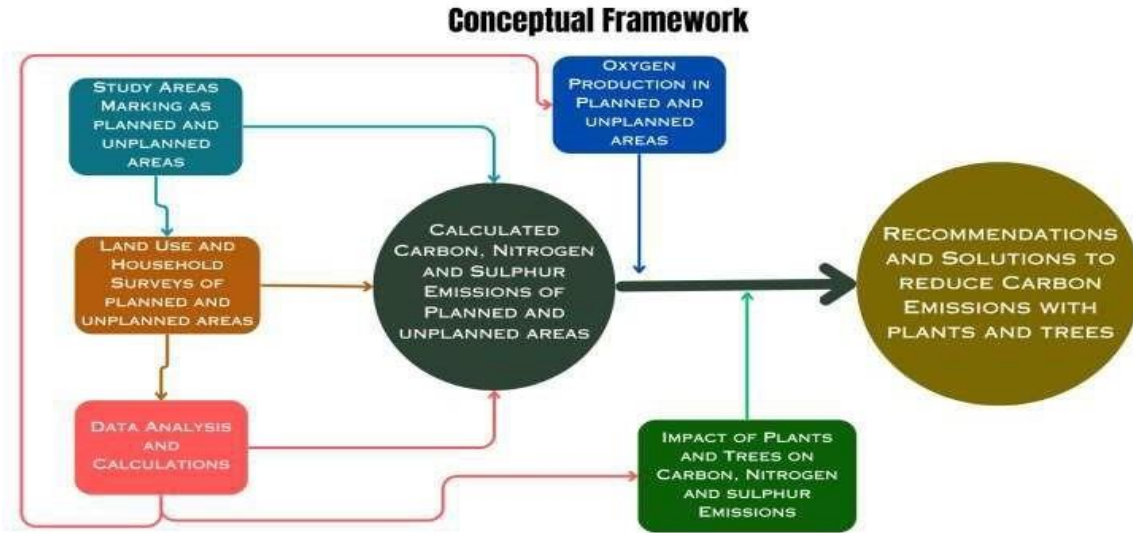 Conceptual Framework
STUDY AREAS
MARKING AS
PLANNED AND
UNPLANNED
AREAS
OXYGEN
PRODUCTION IN
PLANNED AND
UNPLANNED
AREAS
LAND USE AND
HOUSEHOLD
SURVEYS OF
PLANNED AND
UNPLANNED AREAS
CALCULATED
CARBON, NITROGEN
AND SULPHUR
EMISSIONS OF
PLANNED AND
UNPLANNED AREAS
RECOMMENDATIONS
AND SOLUTIONS TO
REDUCE CARBON
EMISSIONS WITH
PLANTS AND TREES
DATA ANALYSIS
AND
CALCULATIONS
IMPACT OF PLANTS
AND TREES ON
CARBON, NITROGEN
AND SULPHUR
EMISSIONS